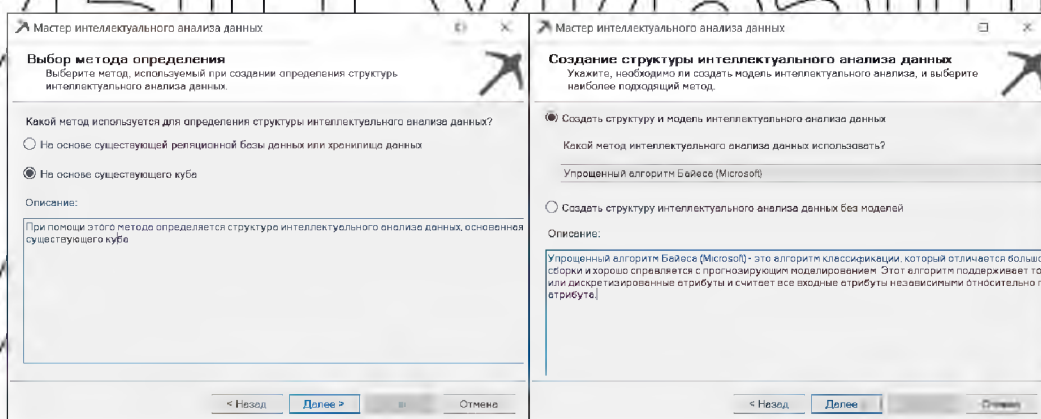 Мастер интеллектуального анализа данных
Выбор метода определения
Выберите метод, используемый при создании определения структуры
интеллектуального анализа данных.
Какой метод используется для определения структуры интеллектуального анализа данных?
На основе существующей реляционной базы данных или хранилища данных
На основе существующего куба
Описание:
При помощи этого метода определяется структура интеллектуального анализа данных, основанная
существующего куба
< Назад
Далее >
Отмена
Мастер интеллектуального анализа данных
Создание структуры интеллектуального анализа данных
Укажите, необходимо ли создать модель интеллектуального анализа, и выберите
наиболее подходящий метод.
Создать структуру и модель интеллектуального анализа данных
Какой метод интеллектуального анализа данных использовать?
Упрощенный алгоритм Байеса (Microsoft)
Создать структуру интеллектуального анализа данных без моделей
Описание:
Упрощенный алгоритм Байеса (Microsoft) - это алгоритм классификации, который отличается больше
сборки и хорошо справляется с прогнозирующим моделированием. Этот алгоритм поддерживает то
или дискретизированные атрибуты и считает все входные атрибуты независимыми относительно п
атрибута.
< Назад
Далее